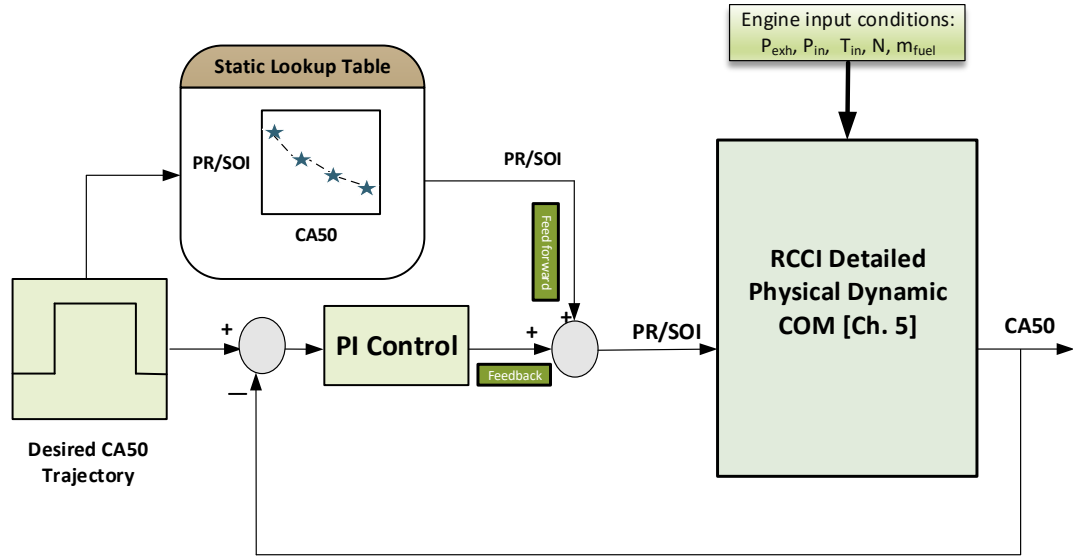 Engine input conditions:
Pexh, Pin, Tin, N, mfuel
Static Lookup Table
PR/SOI
CA50
PR/SOI
Feed forward
RCCI Detailed
Physical Dynamic
COM [Ch. 5]
+
+
+
PI Control
PR/SOI
CA50
Feedback
—
Desired CA50
Trajectory